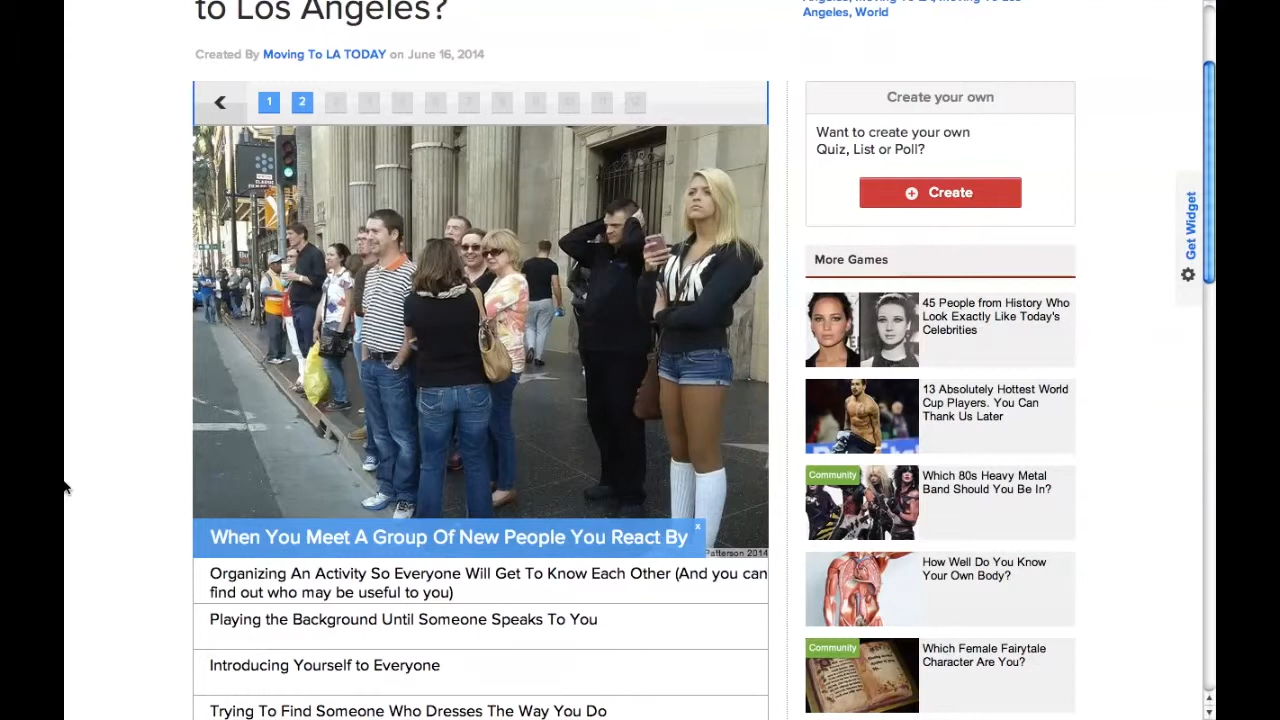 to Los Angeles?
Angeles, World
Created By Moving To LA TODAY on June 16, 2014
1 2
Create your own
Want to create your own
Quiz, List or Poll?
Create
Get Widget
More Games
45 People from History Who
Look Exactly Like Today's
Celebrities
13 Absolutely Hottest World
Cup Players. You Can
Thank Us Later
Community
Which 80s Heavy Metal
Band Should You Be In?
How Well Do You Know
Your Own Body?
Community
Which Female Fairytale
Character Are You?
When You Meet A Group Of New People You React By
x
Patterson 2014
Organizing An Activity So Everyone Will Get To Know Each Other (And you can
find out who may be useful to you)
Playing the Background Until Someone Speaks To You
Introducing Yourself to Everyone
Trying To Find Someone Who Dresses The Way You Do